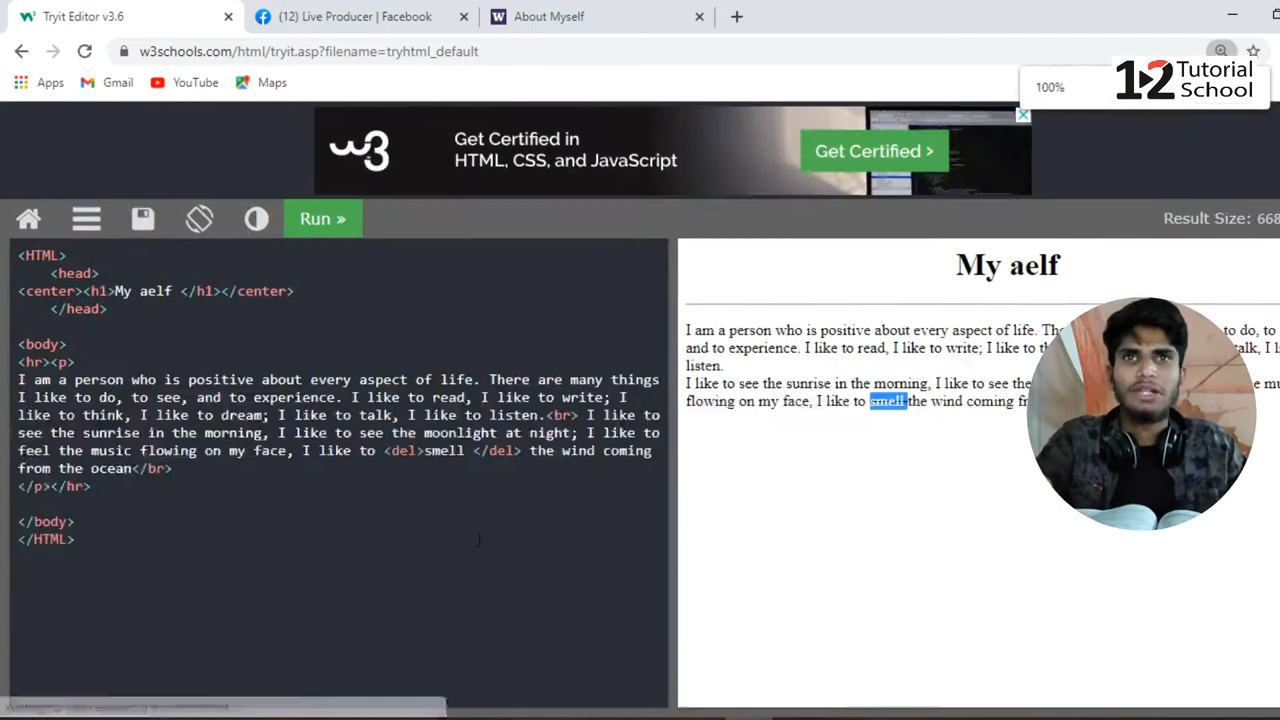 Tryit Editor v3.6
(12) Live Producer | Facebook
About Myself
w3schools.com/html/tryit.asp?filename=tryhtml_default
Apps
Gmail
YouTube
Maps
100%
12 Tutorial
School
w3
Get Certified in
HTML, CSS, and JavaScript
Get Certified >
Run »
Result Size: 668
<HTML>
<head>
<center><h1>My aelf </h1></center>
</head>
<body>
<hr><p>
I am a person who is positive about every aspect of life. There are many things
I like to do, to see, and to experience. I like to read, I like to write; I
like to think, I like to dream; I like to talk, I like to listen.<br> I like to
see the sunrise in the morning, I like to see the moonlight at night; I like to
feel the music flowing on my face, I like to <del>smell </del> the wind coming
from the ocean</br>
</p></hr>
</body>
</HTML>
My aelf
I am a person who is positive about every aspect of life. The to do, to
and to experience. I like to read, I like to write; I like to th talk, I l
listen.
I like to see the sunrise in the morning, I like to see the mu
flowing on my face, I like to smell the wind coming fr